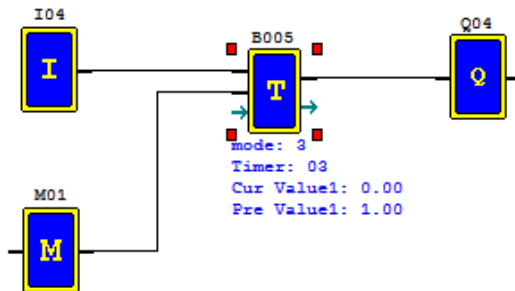 I04
I
B005
T
Q04
Q
mode: 3
Timer: 03
Cur Value1: 0.00
Pre Value1: 1.00
M01
M